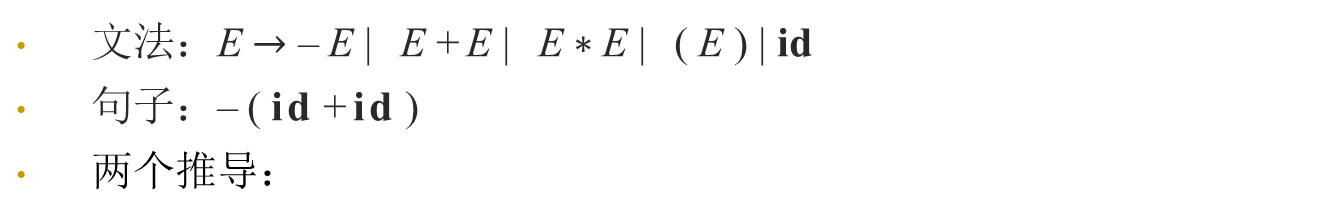 • 文法：E → – E | E + E | E * E | ( E ) | id
• 句子：– ( id + id )
• 两个推导：